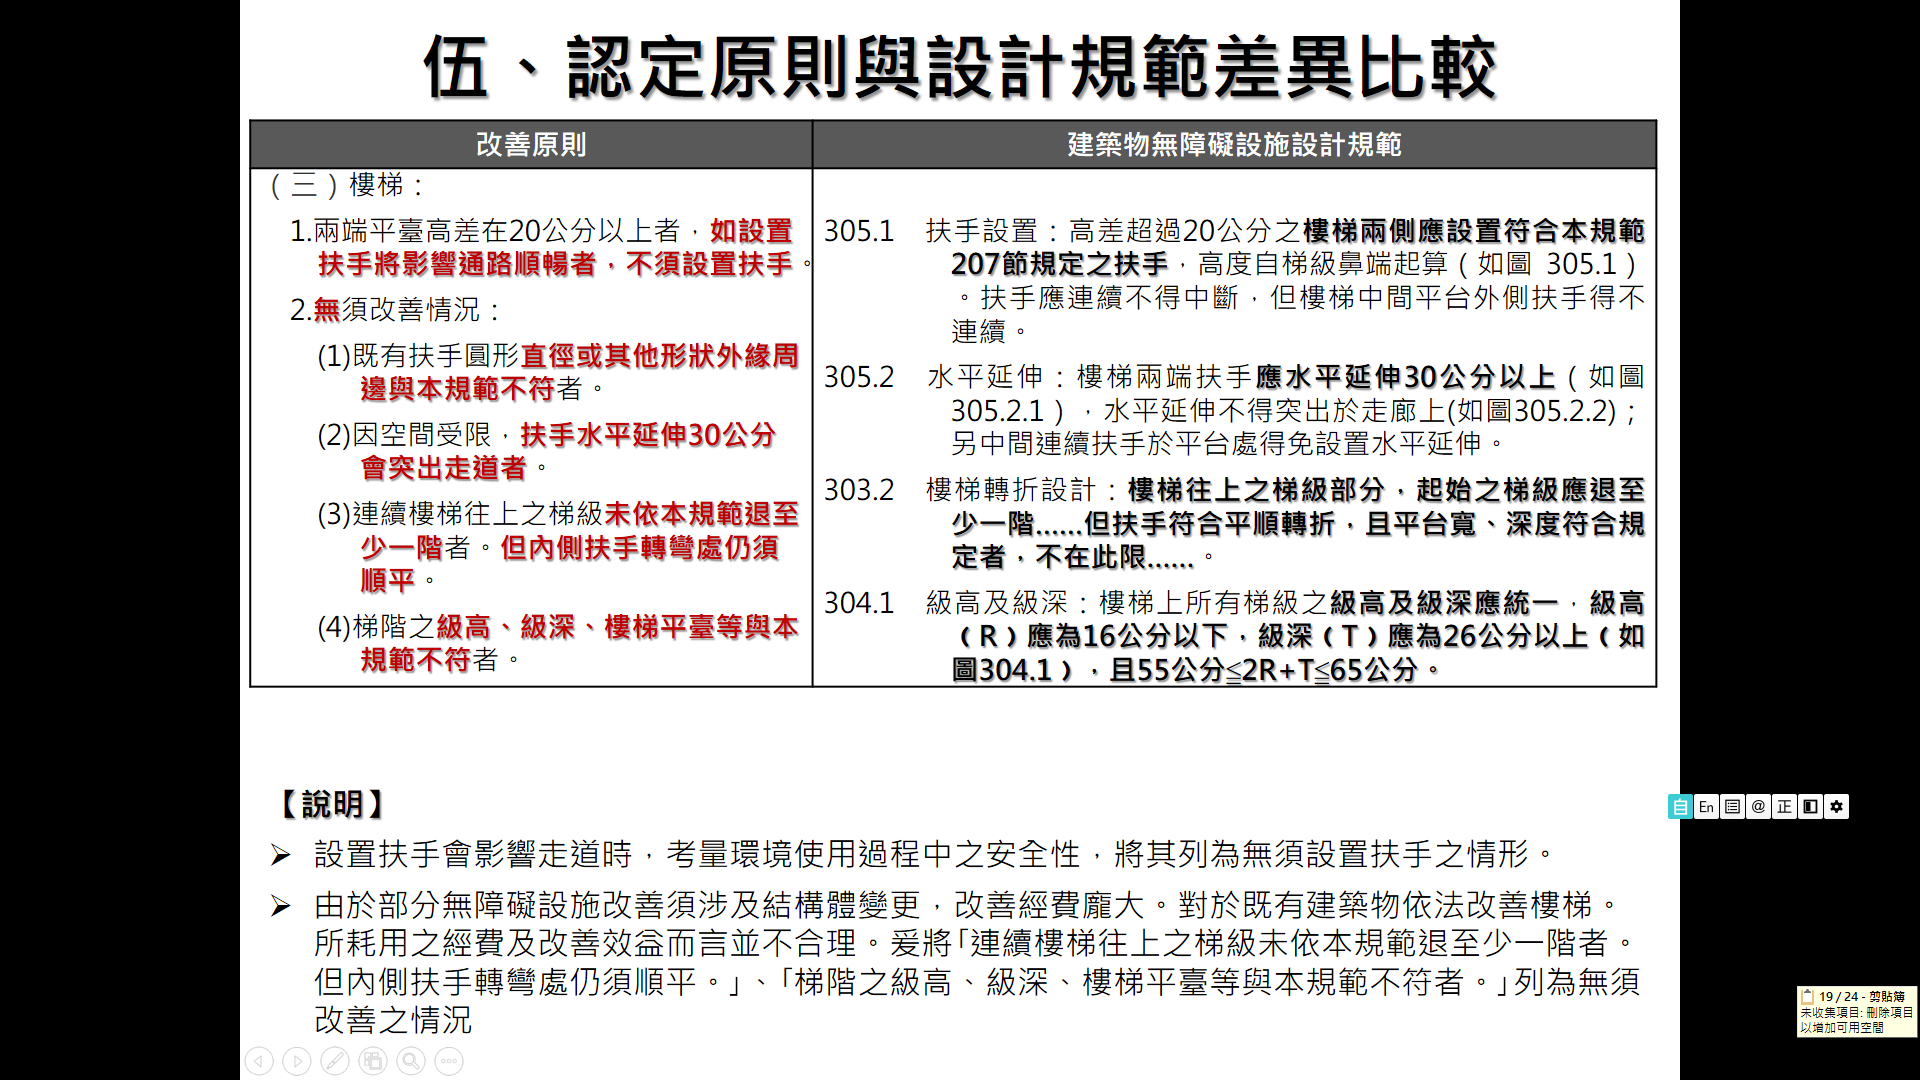 伍、認定原則與設計規範差異比較
改善原則
建築物無障礙設施設計規範
（三）樓梯：
1.兩端平臺高差在20公分以上者，如設置
扶手將影響通路順暢者，不須設置扶手。
2.無須改善情況：
(1)既有扶手圓形直徑或其他形狀外緣周
邊與本規範不符者。
(2)因空間受限，扶手水平延伸30公分
會突出走道者。
(3)連續樓梯往上之梯級未依本規範退至
少一階者。但內側扶手轉彎處仍須
順平。
(4)梯階之級高、級深、樓梯平臺等與本
規範不符者。
305.1 扶手設置：高差超過20公分之樓梯兩側應設置符合本規範
207節規定之扶手，高度自梯級鼻端起算（如圖 305.1）
。扶手應連續不得中斷，但樓梯中間平台外側扶手得不
連續。
305.2 水平延伸：樓梯兩端扶手應水平延伸30公分以上（如圖
305.2.1），水平延伸不得突出於走廊上(如圖305.2.2)；
另中間連續扶手於平台處得免設置水平延伸。
303.2 樓梯轉折設計：樓梯往上之梯級部分，起始之梯級應退至
少一階……但扶手符合平順轉折，且平台寬、深度符合規
定者，不在此限……。
304.1 級高及級深：樓梯上所有梯級之級高及級深應統一，級高
（R）應為16公分以下，級深（T）應為26公分以上（如
圖304.1），且55公分≦2R+T≦65公分。
【說明】
➢ 設置扶手會影響走道時，考量環境使用過程中之安全性，將其列為無須設置扶手之情形。
➢ 由於部分無障礙設施改善須涉及結構體變更，改善經費龐大。對於既有建築物依法改善樓梯。
所耗用之經費及改善效益而言並不合理。爰將「連續樓梯往上之梯級未依本規範退至少一階者。
但內側扶手轉彎處仍須順平。」、「梯階之級高、級深、樓梯平臺等與本規範不符者。」列為無須
改善之情況
自 En @ 正
19 / 24 - 剪貼簿
未收集項目: 刪除項目
以增加可用空間